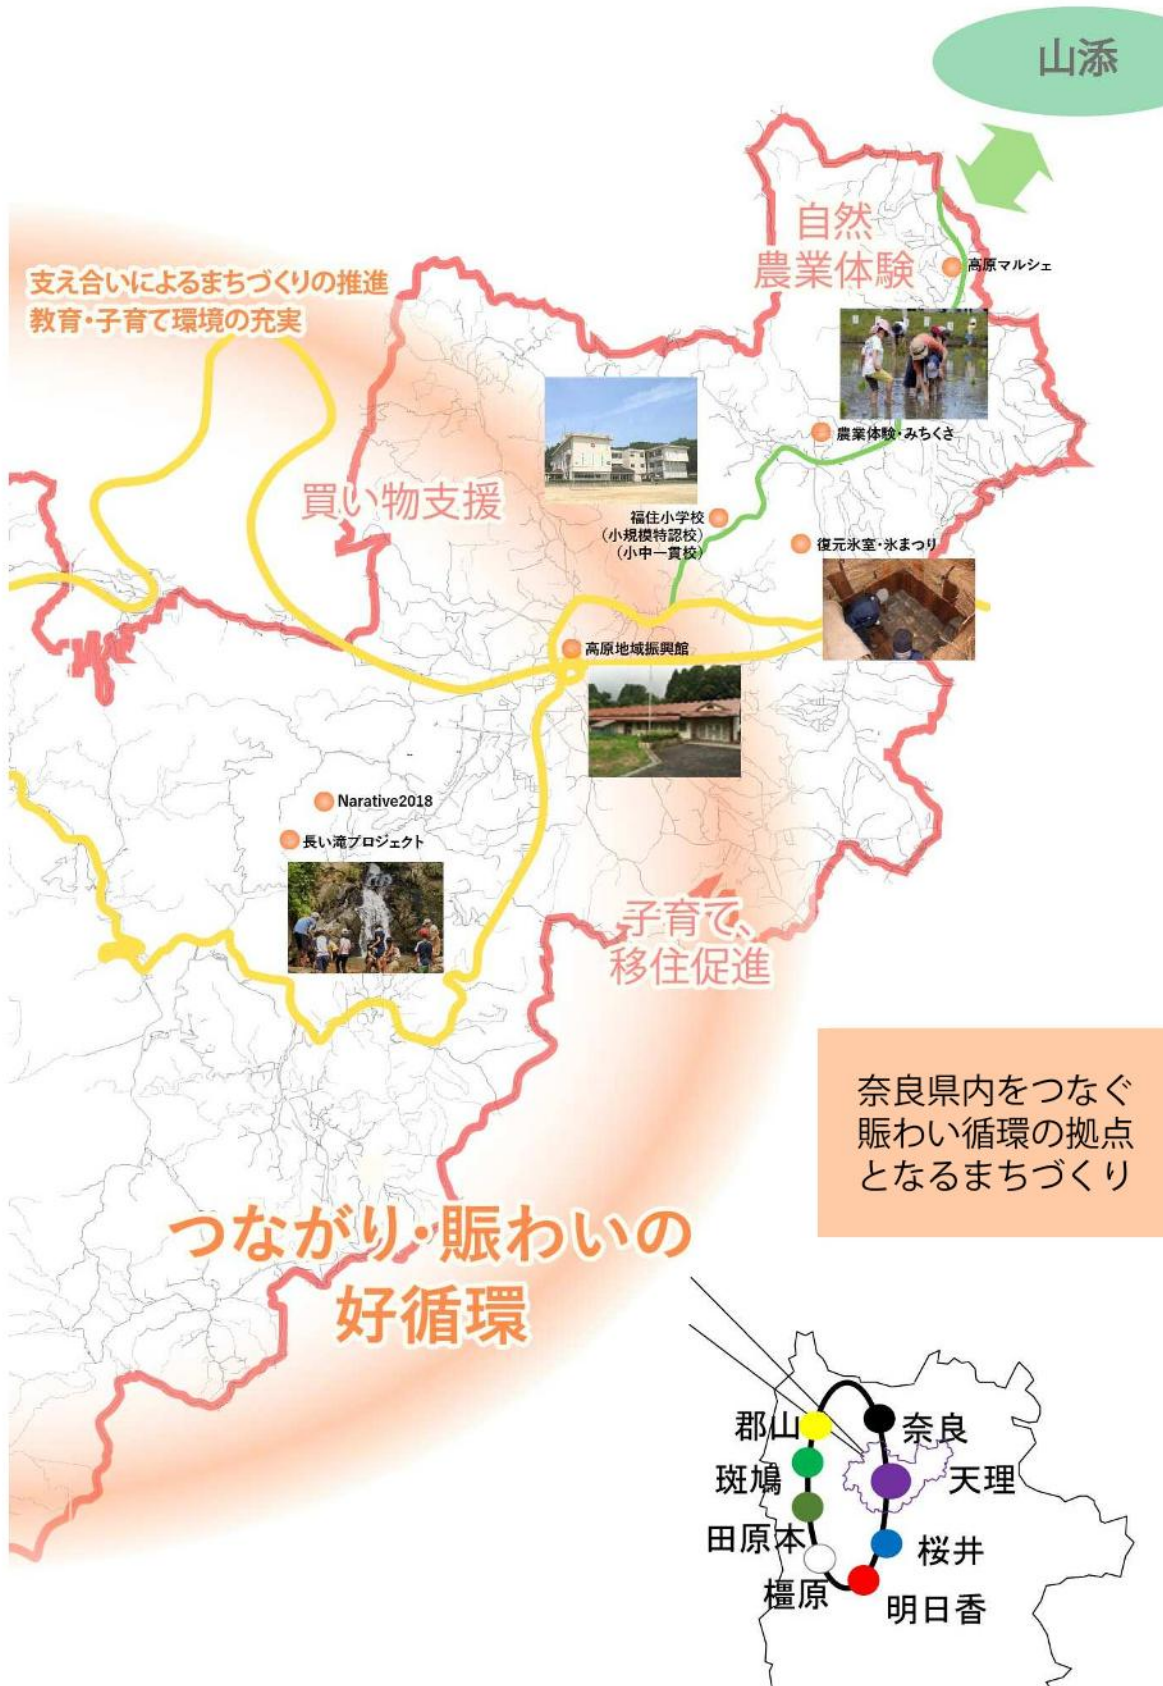 山添
自然
農業体験
高原マルシェ
支え合いによるまちづくりの推進
教育・子育て環境の充実
農業体験・みちくさ
買い物支援
福住小学校
(小規模特認校)
(小中一貫校)
復元氷室・氷まつり
高原地域振興館
Narative2018
長い滝プロジェクト
子育て、
移住促進
奈良県内をつなぐ
賑わい循環の拠点
となるまちづくり
つながり・賑わいの
好循環
郡山
奈良
斑鳩
天理
田原本
桜井
橿原
明日香